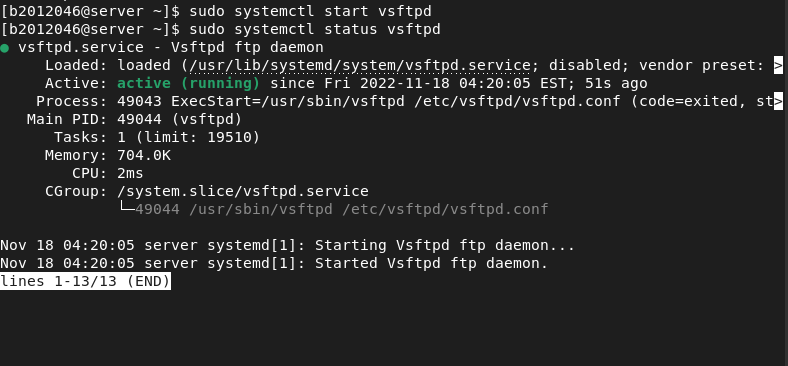 [b2012046@server ~]$ sudo systemctl start vsftpd
[b2012046@server ~]$ sudo systemctl status vsftpd
● vsftpd.service - Vsftpd ftp daemon
     Loaded: loaded (/usr/lib/systemd/system/vsftpd.service; disabled; vendor preset: >
     Active: active (running) since Fri 2022-11-18 04:20:05 EST; 51s ago
    Process: 49043 ExecStart=/usr/sbin/vsftpd /etc/vsftpd/vsftpd.conf (code=exited, st>
   Main PID: 49044 (vsftpd)
      Tasks: 1 (limit: 19510)
     Memory: 704.0K
        CPU: 2ms
     CGroup: /system.slice/vsftpd.service
             └─49044 /usr/sbin/vsftpd /etc/vsftpd/vsftpd.conf
Nov 18 04:20:05 server systemd[1]: Starting Vsftpd ftp daemon...
Nov 18 04:20:05 server systemd[1]: Started Vsftpd ftp daemon.
lines 1-13/13 (END)